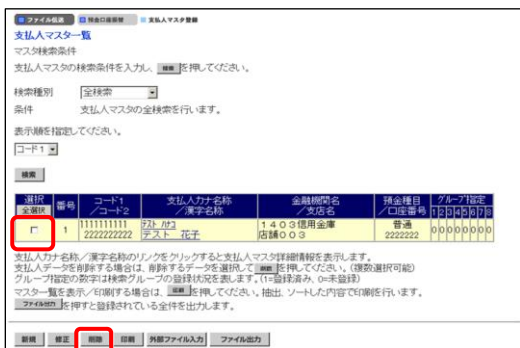 ファイル伝送 預金口座振替 支払人マスタ登録
支払人マスター覧
マスタ検索条件
支払人マスタの検索条件を入力し、 検索 を押してください。
検索種別 全検索
条件 支払人マスタの全検索を行います。
表示順を指定してください。
コード1
検索
選択 番号 コード1 支払人カナ名称 金融機関名 預金種目 グループ指定
全選択 /コード2 /漢字名称 /支店名 /口座番号 1 2 3 4 5 6 7 8
1 1111111111 テスト ハナコ 1403信用金庫 普通 0 0 0 0 0 0 0 0
2222222222 テスト 花子 店舗003 2222222
支払人カナ名称/漢字名称のリンクをクリックすると支払人マスタ詳細情報を表示します。
支払人データを削除する場合は、削除するデータを選択して 削除 を押してください。(複数選択可能)
グループ指定の数字は検索グループの登録状況を表します。(1=登録済み、0=未登録)
マスター覧を表示/印刷する場合は、 印刷 を押してください。抽出、ソートした内容で印刷を行います。
ファイル出力 を押すと登録されている全件を出力します。
新規 修正 削除 印刷 外部ファイル入力 ファイル出力